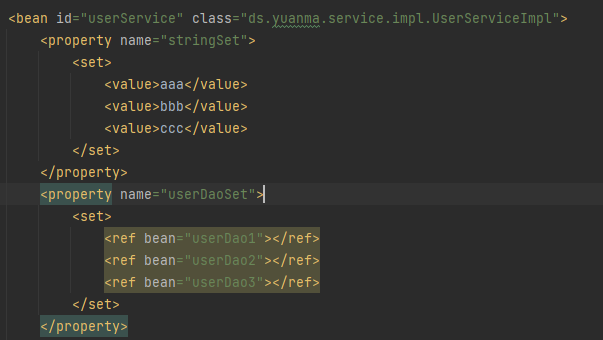 <bean id="userService" class="ds.yuanma.service.impl.UserServiceImpl">
    <property name="stringSet">
        <set>
            <value>aaa</value>
            <value>bbb</value>
            <value>ccc</value>
        </set>
    </property>
    <property name="userDaoSet">
        <set>
            <ref bean="userDao1"></ref>
            <ref bean="userDao2"></ref>
            <ref bean="userDao3"></ref>
        </set>
    </property>